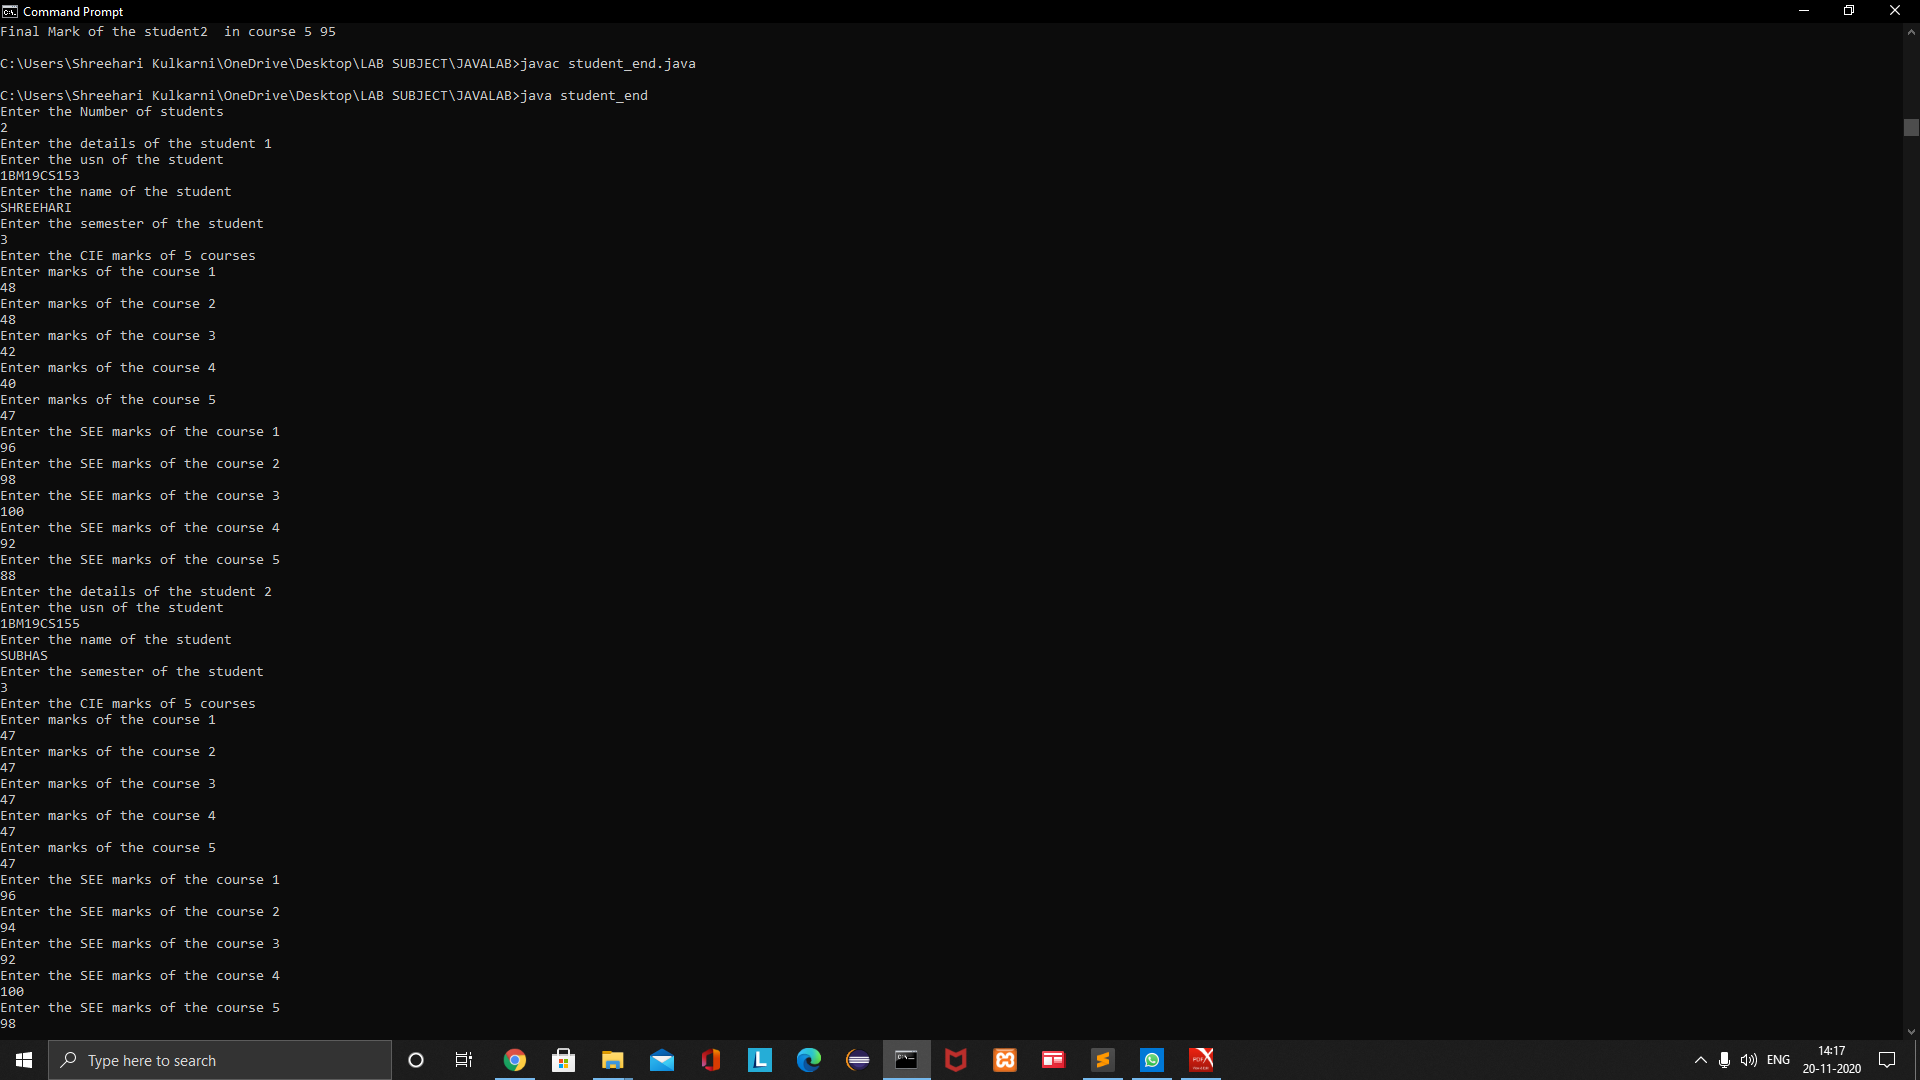 Command Prompt
Final Mark of the student2  in course 5 95
C:\Users\Shreehari Kulkarni\OneDrive\Desktop\LAB SUBJECT\JAVALAB>javac student_end.java
C:\Users\Shreehari Kulkarni\OneDrive\Desktop\LAB SUBJECT\JAVALAB>java student_end
Enter the Number of students
2
Enter the details of the student 1
Enter the usn of the student
1BM19CS153
Enter the name of the student
SHREEHARI
Enter the semester of the student
3
Enter the CIE marks of 5 courses
Enter marks of the course 1
48
Enter marks of the course 2
48
Enter marks of the course 3
42
Enter marks of the course 4
40
Enter marks of the course 5
47
Enter the SEE marks of the course 1
96
Enter the SEE marks of the course 2
98
Enter the SEE marks of the course 3
100
Enter the SEE marks of the course 4
92
Enter the SEE marks of the course 5
88
Enter the details of the student 2
Enter the usn of the student
1BM19CS155
Enter the name of the student
SUBHAS
Enter the semester of the student
3
Enter the CIE marks of 5 courses
Enter marks of the course 1
47
Enter marks of the course 2
47
Enter marks of the course 3
47
Enter marks of the course 4
47
Enter marks of the course 5
47
Enter the SEE marks of the course 1
96
Enter the SEE marks of the course 2
94
Enter the SEE marks of the course 3
92
Enter the SEE marks of the course 4
100
Enter the SEE marks of the course 5
98
Type here to search
L
PDF
ENG
14:17
20-11-2020